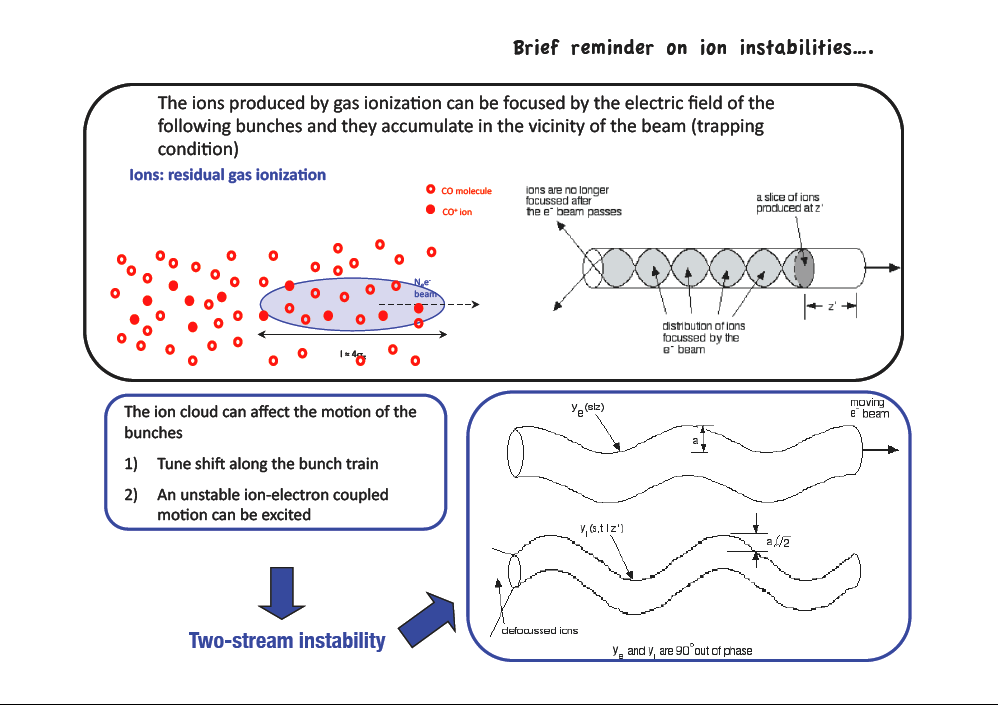 Brief reminder on ion instabilities....
The ions produced by gas ionization can be focused by the electric field of the
following bunches and they accumulate in the vicinity of the beam (trapping
condition)
Ions: residual gas ionization
CO molecule
CO⁺ ion
Nₑe⁻
beam
l = 4σz
ions are no longer
focussed after
the e⁻ beam passes
a slice of ions
produced at z'
z'
distribution of ions
focussed by the
e⁻ beam
The ion cloud can affect the motion of the
bunches
1) Tune shift along the bunch train
2) An unstable ion-electron coupled
motion can be excited
Two-stream instability
yₑ(s|z)
moving
e⁻ beam
a
yᵢ(s,t|z')
a/√2
defocussed ions
yₑ and yᵢ are 90° out of phase